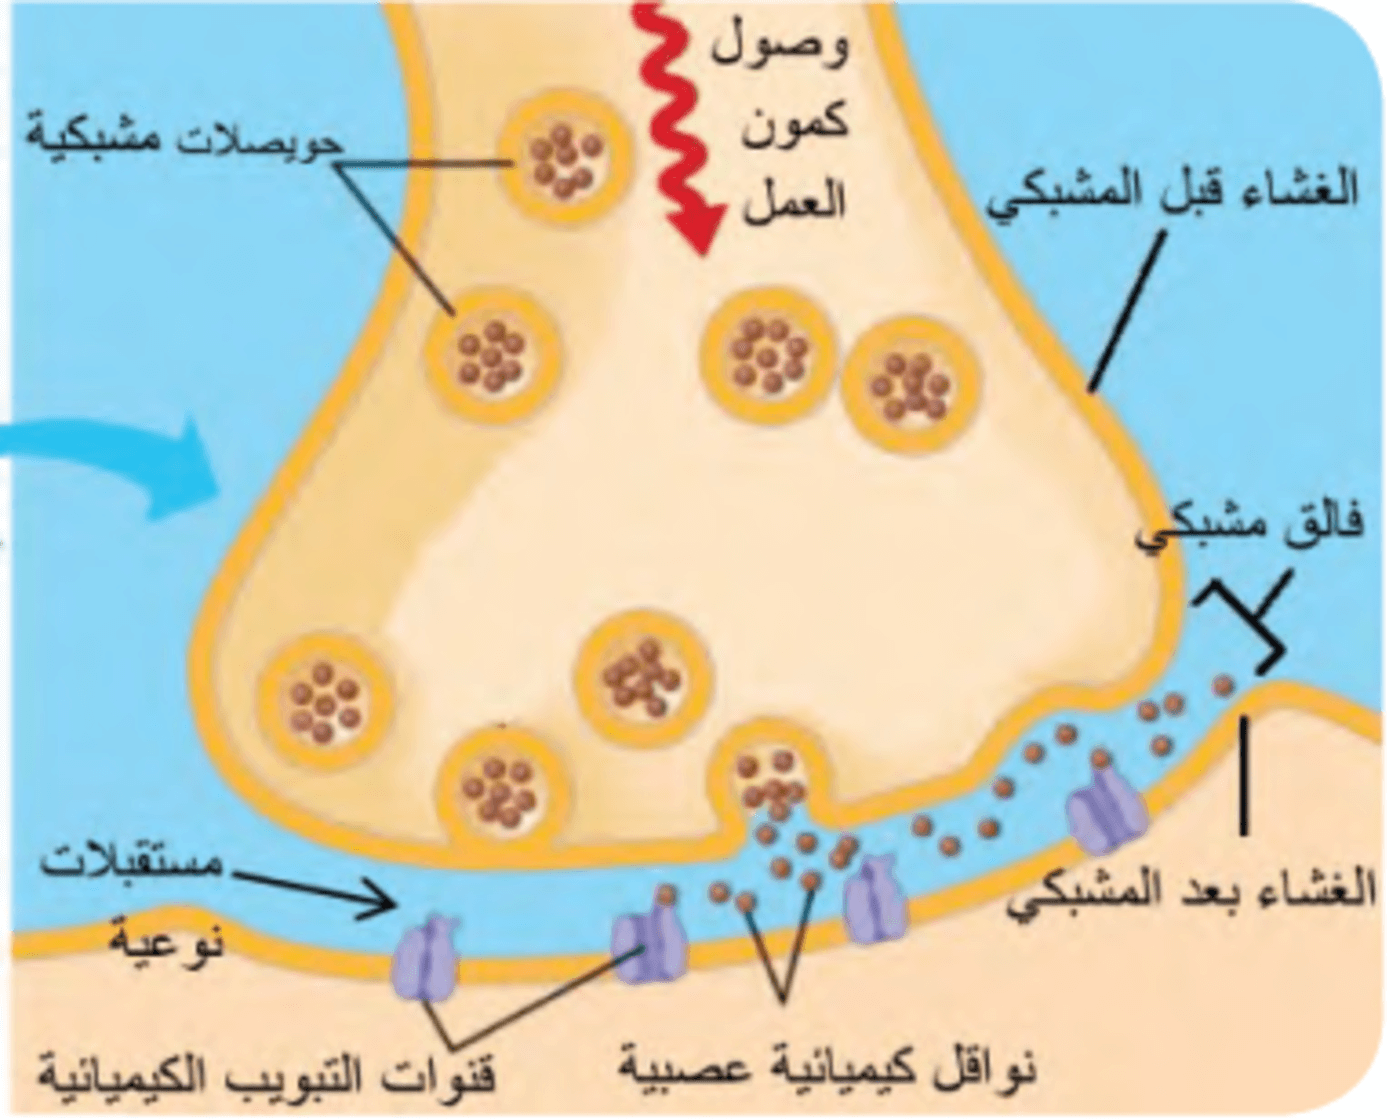 وصول
كمون
العمل
حويصلات مشبكية
الغشاء قبل المشبكي
فالق مشبكي
مستقبلات
نوعية
الغشاء بعد المشبكي
نواقل كيميائية عصبية
قنوات التبويب الكيميائية